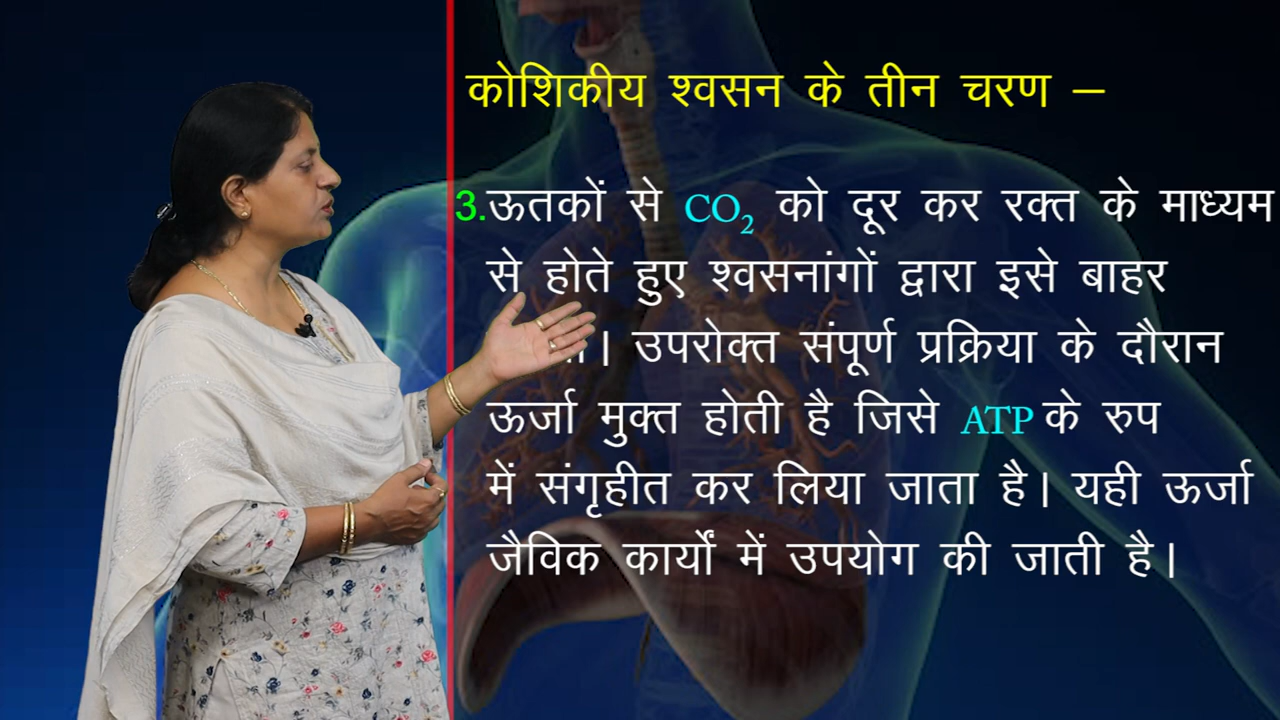 कोशिकीय श्वसन के तीन चरण –
3. ऊतकों से CO₂ को दूर कर रक्त के माध्यम
से होते हुए श्वसनांगों द्वारा इसे बाहर
। उपरोक्त संपूर्ण प्रक्रिया के दौरान
ऊर्जा मुक्त होती है जिसे ATP के रुप
में संगृहीत कर लिया जाता है। यही ऊर्जा
जैविक कार्यों में उपयोग की जाती है।